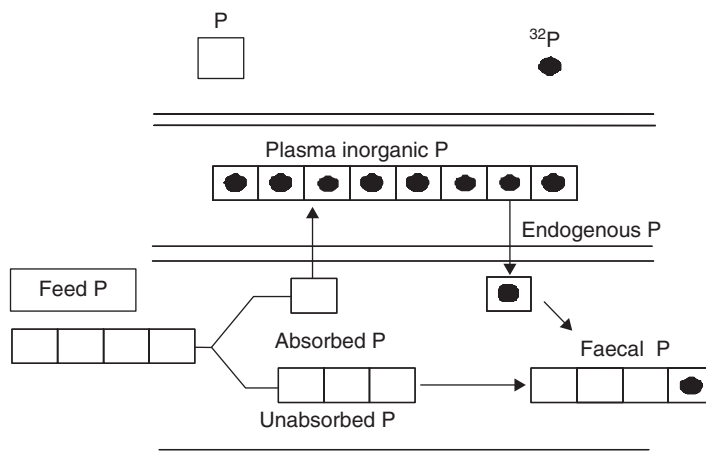 P
³²P
Plasma inorganic P
Endogenous P
Feed P
Absorbed P
Faecal P
Unabsorbed P